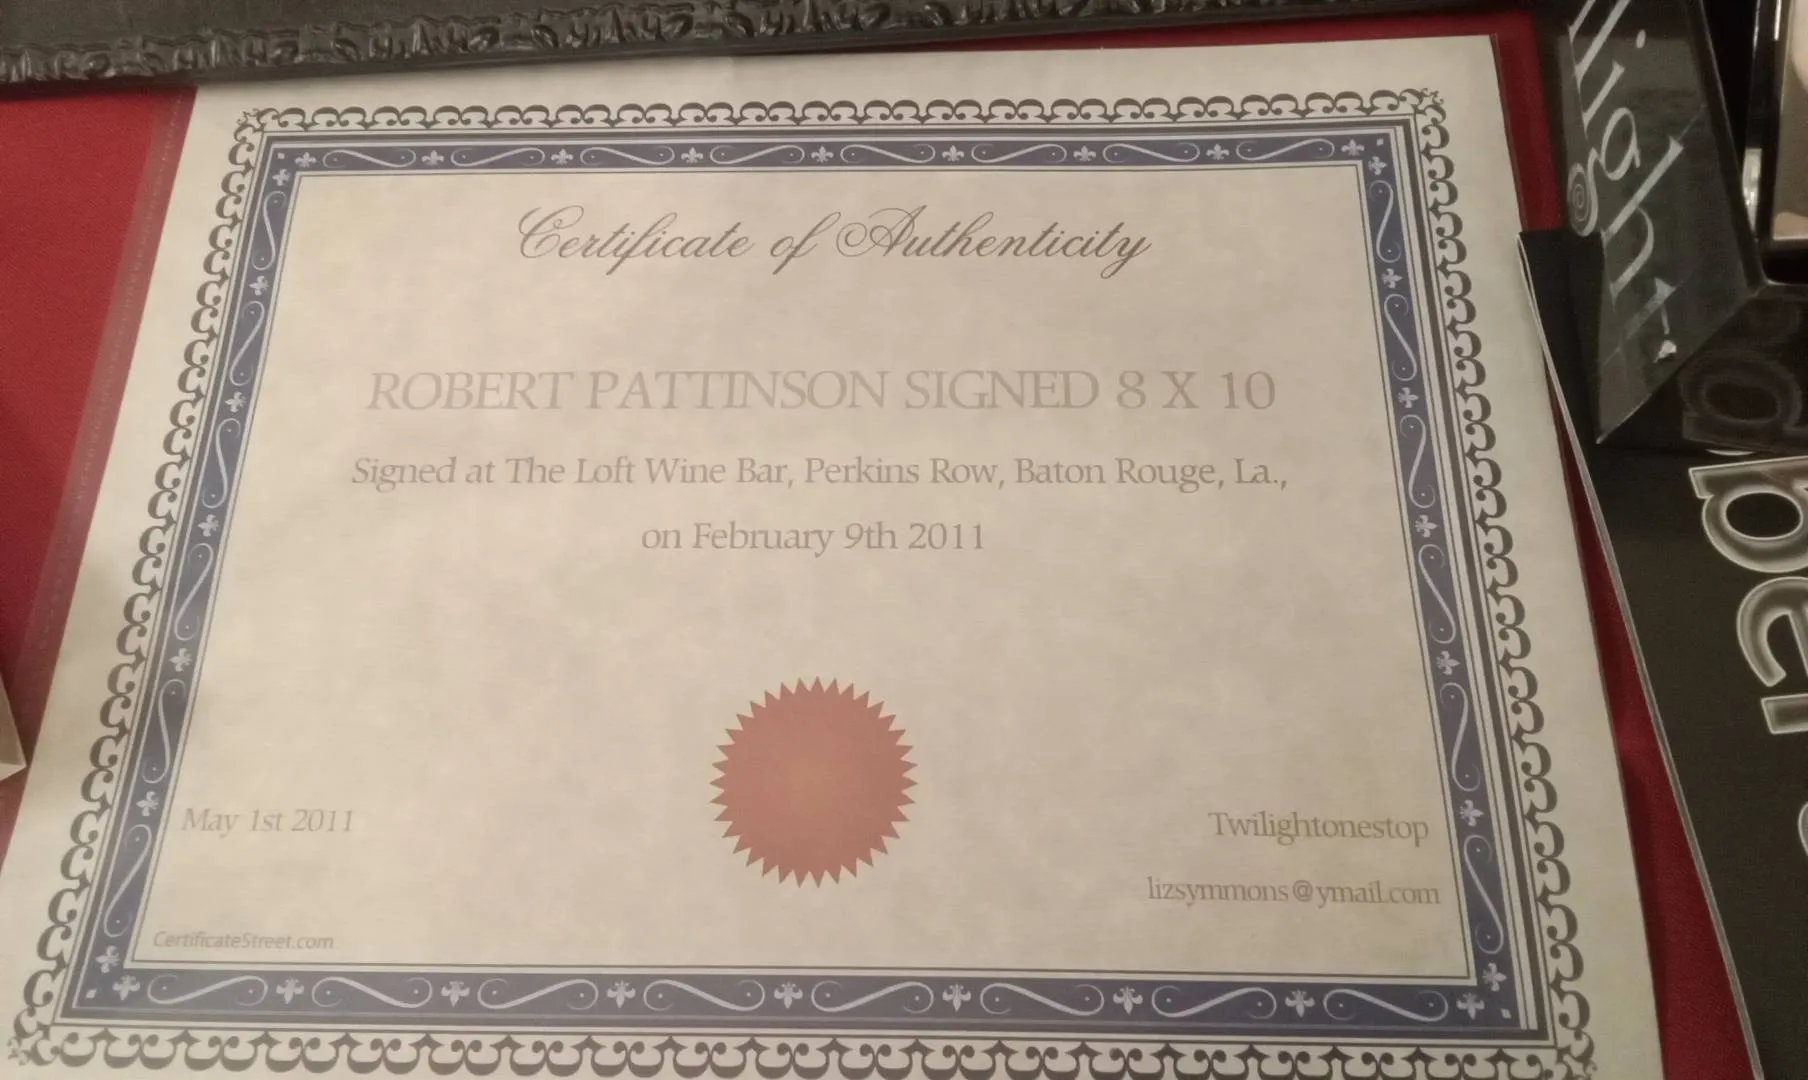 Certificate of Authenticity
ROBERT PATTINSON SIGNED 8 X 10
Signed at The Loft Wine Bar, Perkins Row, Baton Rouge, La.,
on February 9th 2011
May 1st 2011
Twilightonestop
lizsymmons@ymail.com
CertificateStreet.com